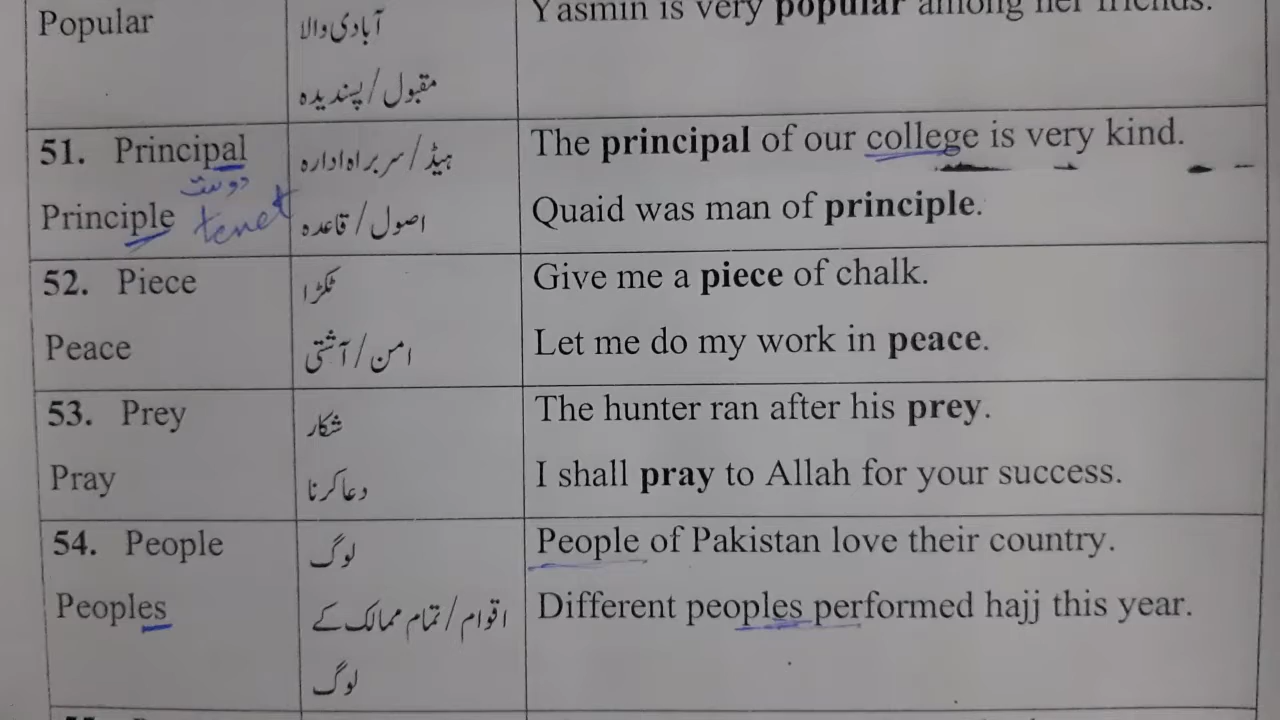 Popular آبادی والا Yasmin is very popular among her friends.
مقبول/پسندیدہ
51. Principal ہیڈ/سربراہ ادارہ The principal of our college is very kind.
دوست
Principle tenet اصول/قاعدہ Quaid was man of principle.
52. Piece ٹکڑا Give me a piece of chalk.
Peace امن/آشتی Let me do my work in peace.
53. Prey شکار The hunter ran after his prey.
Pray دعا کرنا I shall pray to Allah for your success.
54. People لوگ People of Pakistan love their country.
Peoples اقوام/تمام ممالک کے Different peoples performed hajj this year.
لوگ